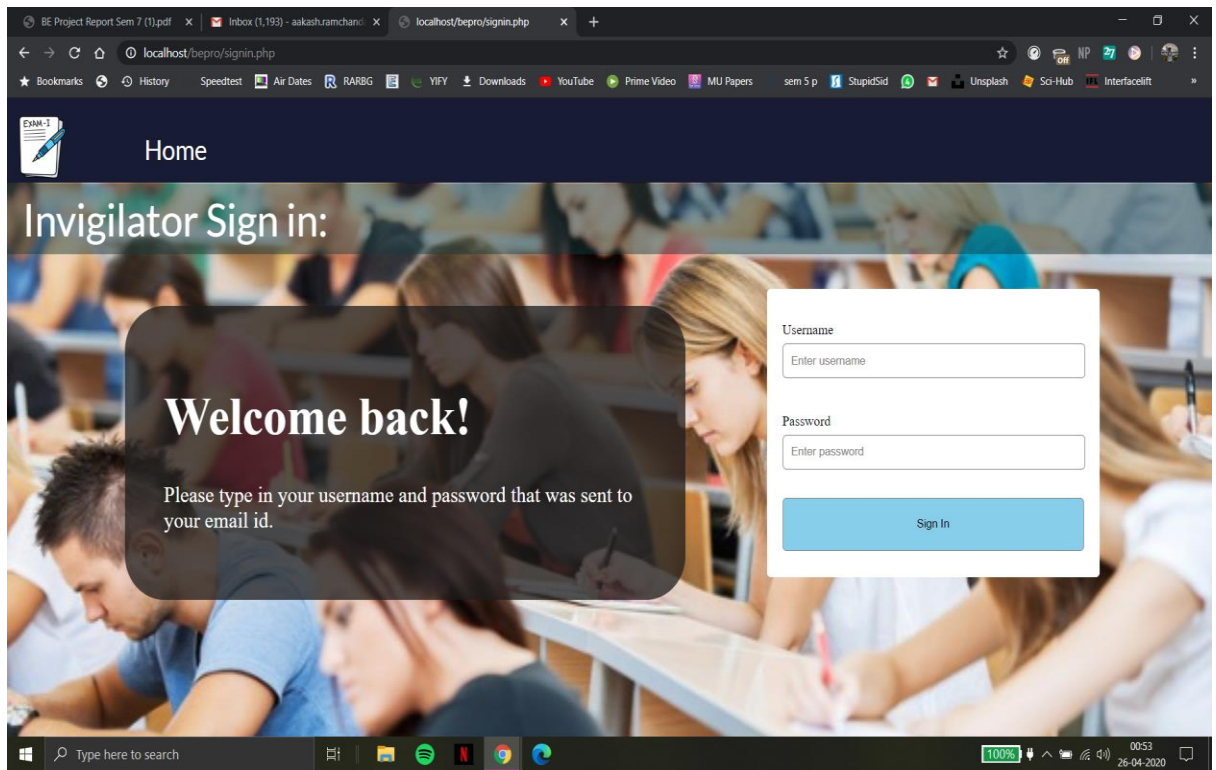 BE Project Report Sem 7 (1).pdf
Inbox (1,193) - aakash.ramchand
localhost/bepro/signin.php
localhost/bepro/signin.php
Off
NP
27
Bookmarks
History
Speedtest
Air Dates
RARBG
YIFY
Downloads
YouTube
Prime Video
MU Papers
sem 5 p
StupidSid
Unsplash
Sci-Hub
IFL
Interfacelift
»
EXAM-I
Home
Invigilator Sign in:
Welcome back!
Please type in your username and password that was sent to
your email id.
Username
Enter username
Password
Enter password
Sign In
Type here to search
100%
00:53
26-04-2020